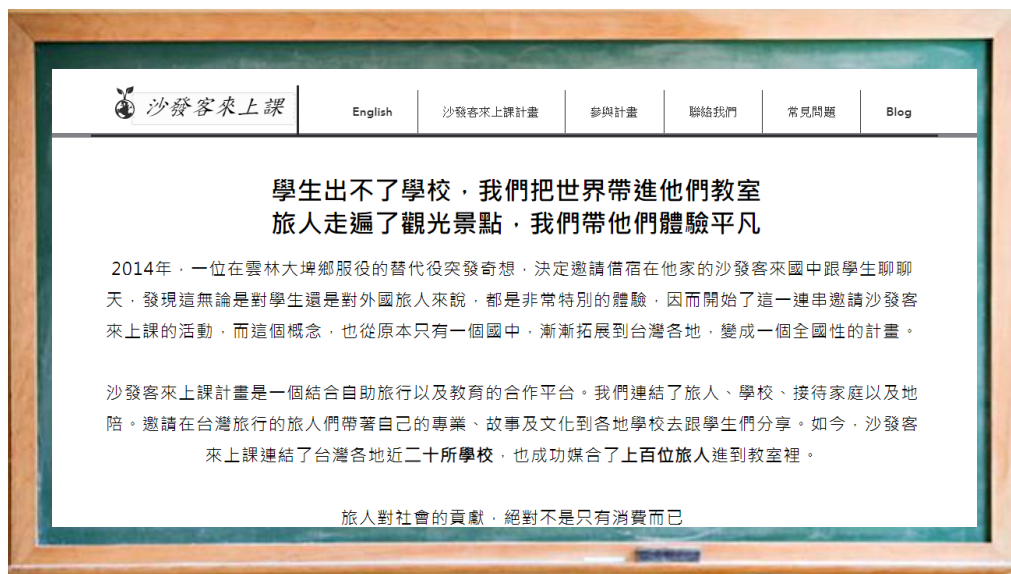 沙發客來上課
English
沙發客來上課計畫
參與計畫
聯絡我們
常見問題
Blog
學生出不了學校，我們把世界帶進他們教室
旅人走遍了觀光景點，我們帶他們體驗平凡
2014年，一位在雲林大埤鄉服役的替代役突發奇想，決定邀請借宿在他家的沙發客來國中跟學生聊聊
天，發現這無論是對學生還是對外國旅人來說，都是非常特別的體驗，因而開始了這一連串邀請沙發客
來上課的活動，而這個概念，也從原本只有一個國中，漸漸拓展到台灣各地，變成一個全國性的計畫。
沙發客來上課計畫是一個結合自助旅行以及教育的合作平台。我們連結了旅人、學校、接待家庭以及地
陪。邀請在台灣旅行的旅人們帶著自己的專業、故事及文化到各地學校去跟學生們分享。如今，沙發客
來上課連結了台灣各地近二十所學校，也成功媒合了上百位旅人進到教室裡。
旅人對社會的貢獻，絕對不是只有消費而已